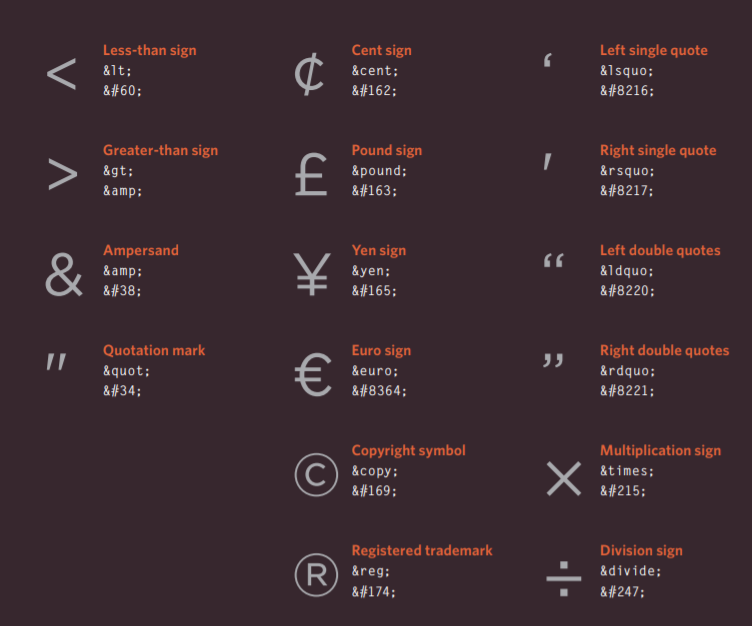 <
Less-than sign
&lt;
&#60;
>
Greater-than sign
&gt;
&amp;
&
Ampersand
&amp;
&#38;
"
Quotation mark
&quot;
&#34;
¢
Cent sign
&cent;
&#162;
£
Pound sign
&pound;
&#163;
¥
Yen sign
&yen;
&#165;
€
Euro sign
&euro;
&#8364;
©
Copyright symbol
&copy;
&#169;
®
Registered trademark
&reg;
&#174;
‘
Left single quote
&lsquo;
&#8216;
'
Right single quote
&rsquo;
&#8217;
“
Left double quotes
&ldquo;
&#8220;
”
Right double quotes
&rdquo;
&#8221;
×
Multiplication sign
&times;
&#215;
÷
Division sign
&divide;
&#247;